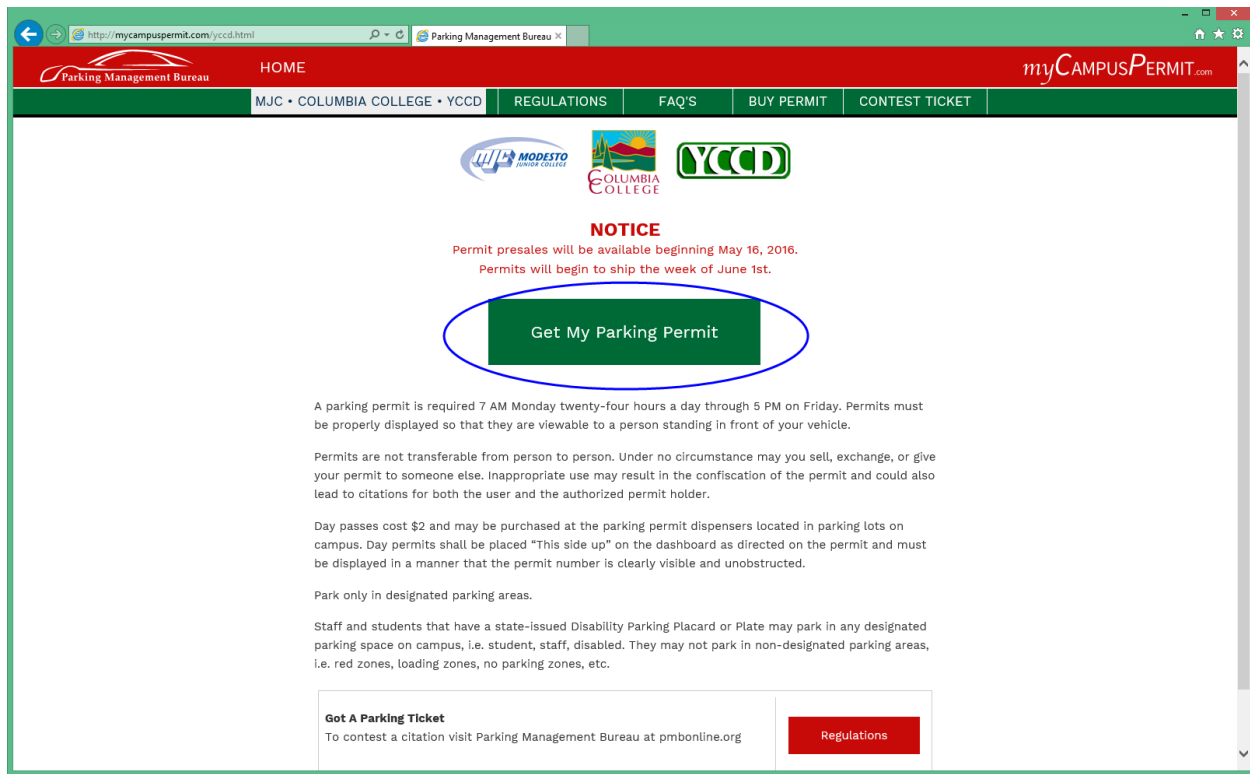 http://mycampuspermit.com/yccd.html
Parking Management Bureau
Parking Management Bureau
HOME
myCAMPUSPERMIT.com
MJC • COLUMBIA COLLEGE • YCCD
REGULATIONS
FAQ'S
BUY PERMIT
CONTEST TICKET
MJC MODESTO
JUNIOR COLLEGE
COLUMBIA
COLLEGE
YCCD
NOTICE
Permit presales will be available beginning May 16, 2016.
Permits will begin to ship the week of June 1st.
Get My Parking Permit
A parking permit is required 7 AM Monday twenty-four hours a day through 5 PM on Friday. Permits must
be properly displayed so that they are viewable to a person standing in front of your vehicle.
Permits are not transferable from person to person. Under no circumstance may you sell, exchange, or give
your permit to someone else. Inappropriate use may result in the confiscation of the permit and could also
lead to citations for both the user and the authorized permit holder.
Day passes cost $2 and may be purchased at the parking permit dispensers located in parking lots on
campus. Day permits shall be placed “This side up” on the dashboard as directed on the permit and must
be displayed in a manner that the permit number is clearly visible and unobstructed.
Park only in designated parking areas.
Staff and students that have a state-issued Disability Parking Placard or Plate may park in any designated
parking space on campus, i.e. student, staff, disabled. They may not park in non-designated parking areas,
i.e. red zones, loading zones, no parking zones, etc.
Got A Parking Ticket
To contest a citation visit Parking Management Bureau at pmbonline.org
Regulations